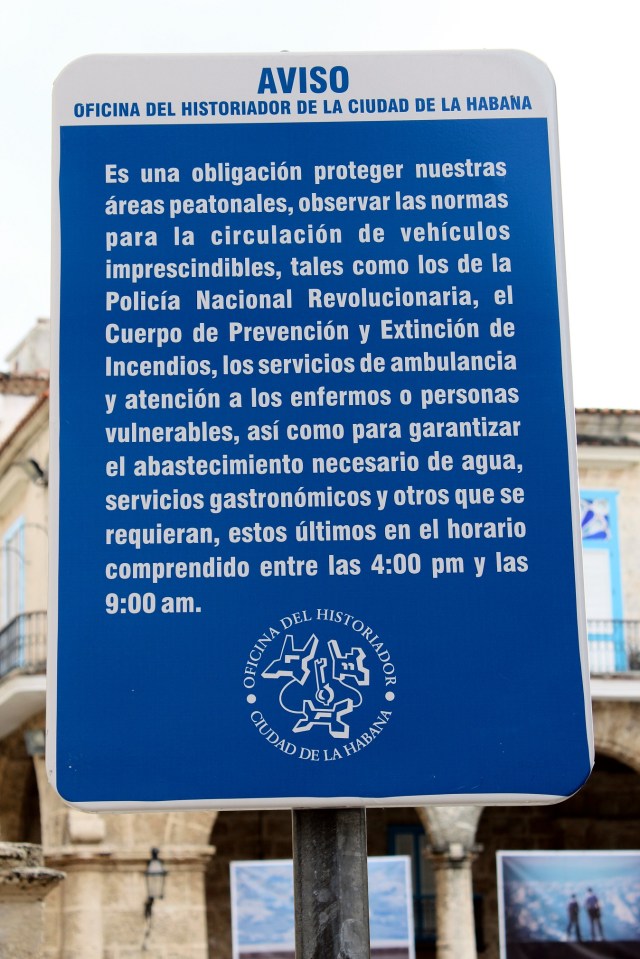 AVISO
OFICINA DEL HISTORIADOR DE LA CIUDAD DE LA HABANA
Es una obligación proteger nuestras
áreas peatonales, observar las normas
para la circulación de vehículos
imprescindibles, tales como los de la
Policía Nacional Revolucionaria, el
Cuerpo de Prevención y Extinción de
Incendios, los servicios de ambulancia
y atención a los enfermos o personas
vulnerables, así como para garantizar
el abastecimiento necesario de agua,
servicios gastronómicos y otros que se
requieran, estos últimos en el horario
comprendido entre las 4:00 pm y las
9:00 am.
OFICINA DEL HISTORIADOR
CIUDAD DE LA HABANA